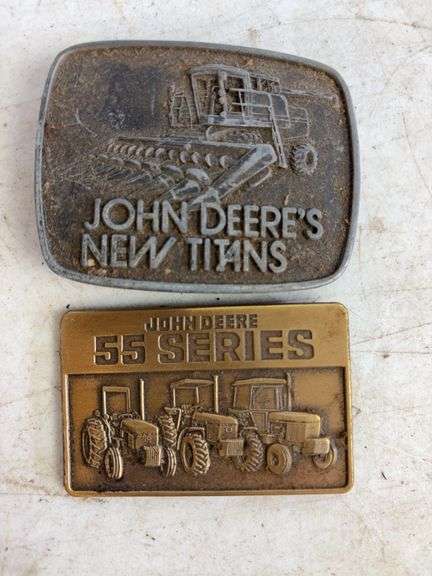 JOHN DEERE'S
NEW TITANS
JOHN DEERE
55 SERIES